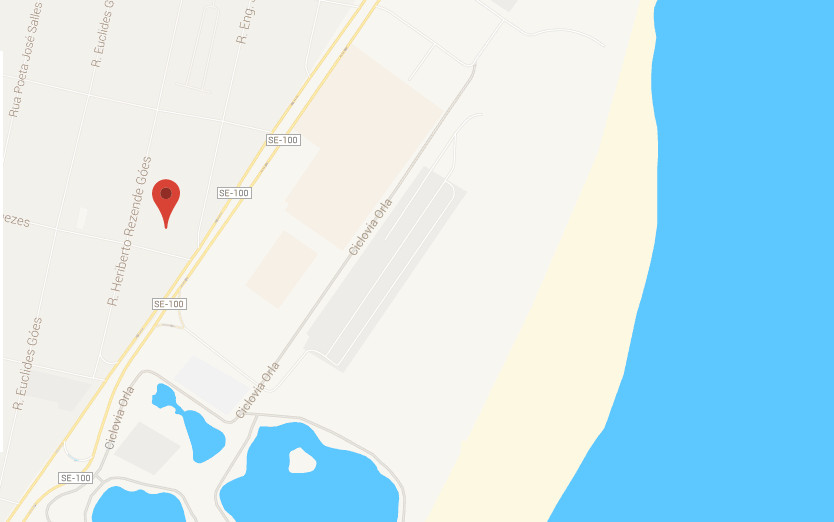 Rua Poeta José Salles
R. Euclides G
R. Eng.
SE-100
SE-100
R. Heriberto Rezende Góes
ezes
Ciclovia Orla
SE-100
R. Euclides Góes
Ciclovia Orla
Ciclovia Orla
SE-100